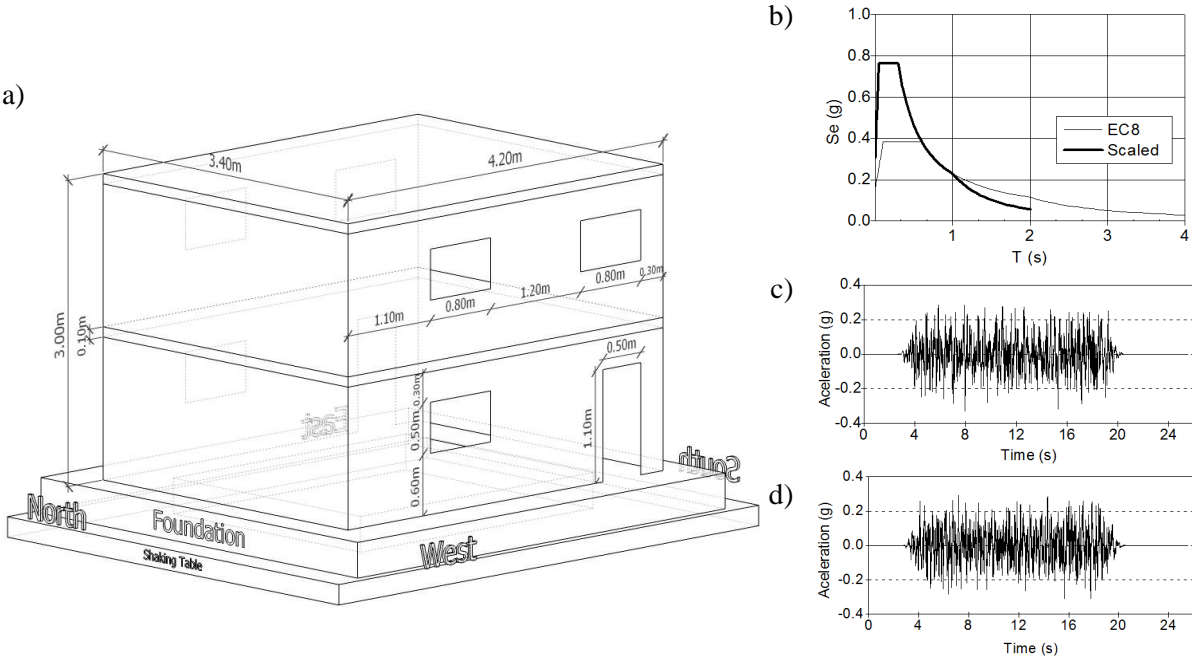 a)
3.40m
4.20m
3.00m
0.10m
1.10m
0.80m
1.20m
0.80m
0.30m
0.50m
0.30m
0.50m
0.60m
1.10m
East
South
North
Foundation
West
Shaking Table
b)
1.0
0.8
0.6
0.4
0.2
0.0
Se (g)
EC8
Scaled
1
2
3
4
T (s)
c)
0.4
0.2
0.0
-0.2
-0.4
Aceleration (g)
0
4
8
12
16
20
24
Time (s)
d)
0.4
0.2
0.0
-0.2
-0.4
Aceleration (g)
0
4
8
12
16
20
24
Time (s)